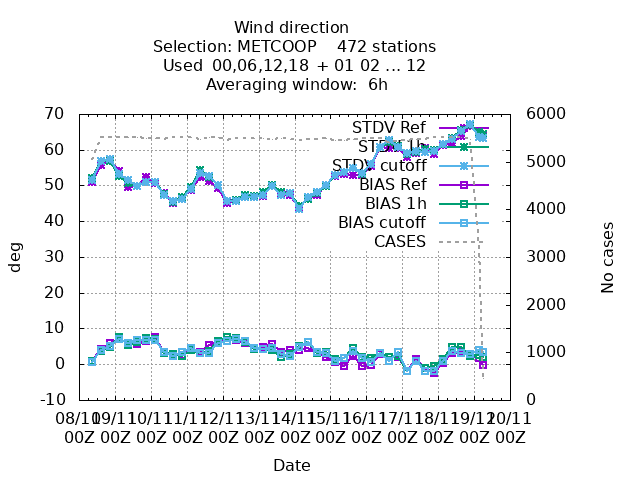 Wind direction
Selection: METCOOP 472 stations
Used 00,06,12,18 + 01 02 ... 12
Averaging window: 6h
70 6000
STDV Ref
60 STDV 1h 5000
STDV cutoff
50 BIAS Ref
BIAS 1h 4000
40 BIAS cutoff
CASES
30 3000
deg No cases
20 2000
10 1000
0
-10 0
08/11 09/11 10/11 11/11 12/11 13/11 14/11 15/11 16/11 17/11 18/11 19/11 20/11
00Z 00Z 00Z 00Z 00Z 00Z 00Z 00Z 00Z 00Z 00Z 00Z 00Z
Date